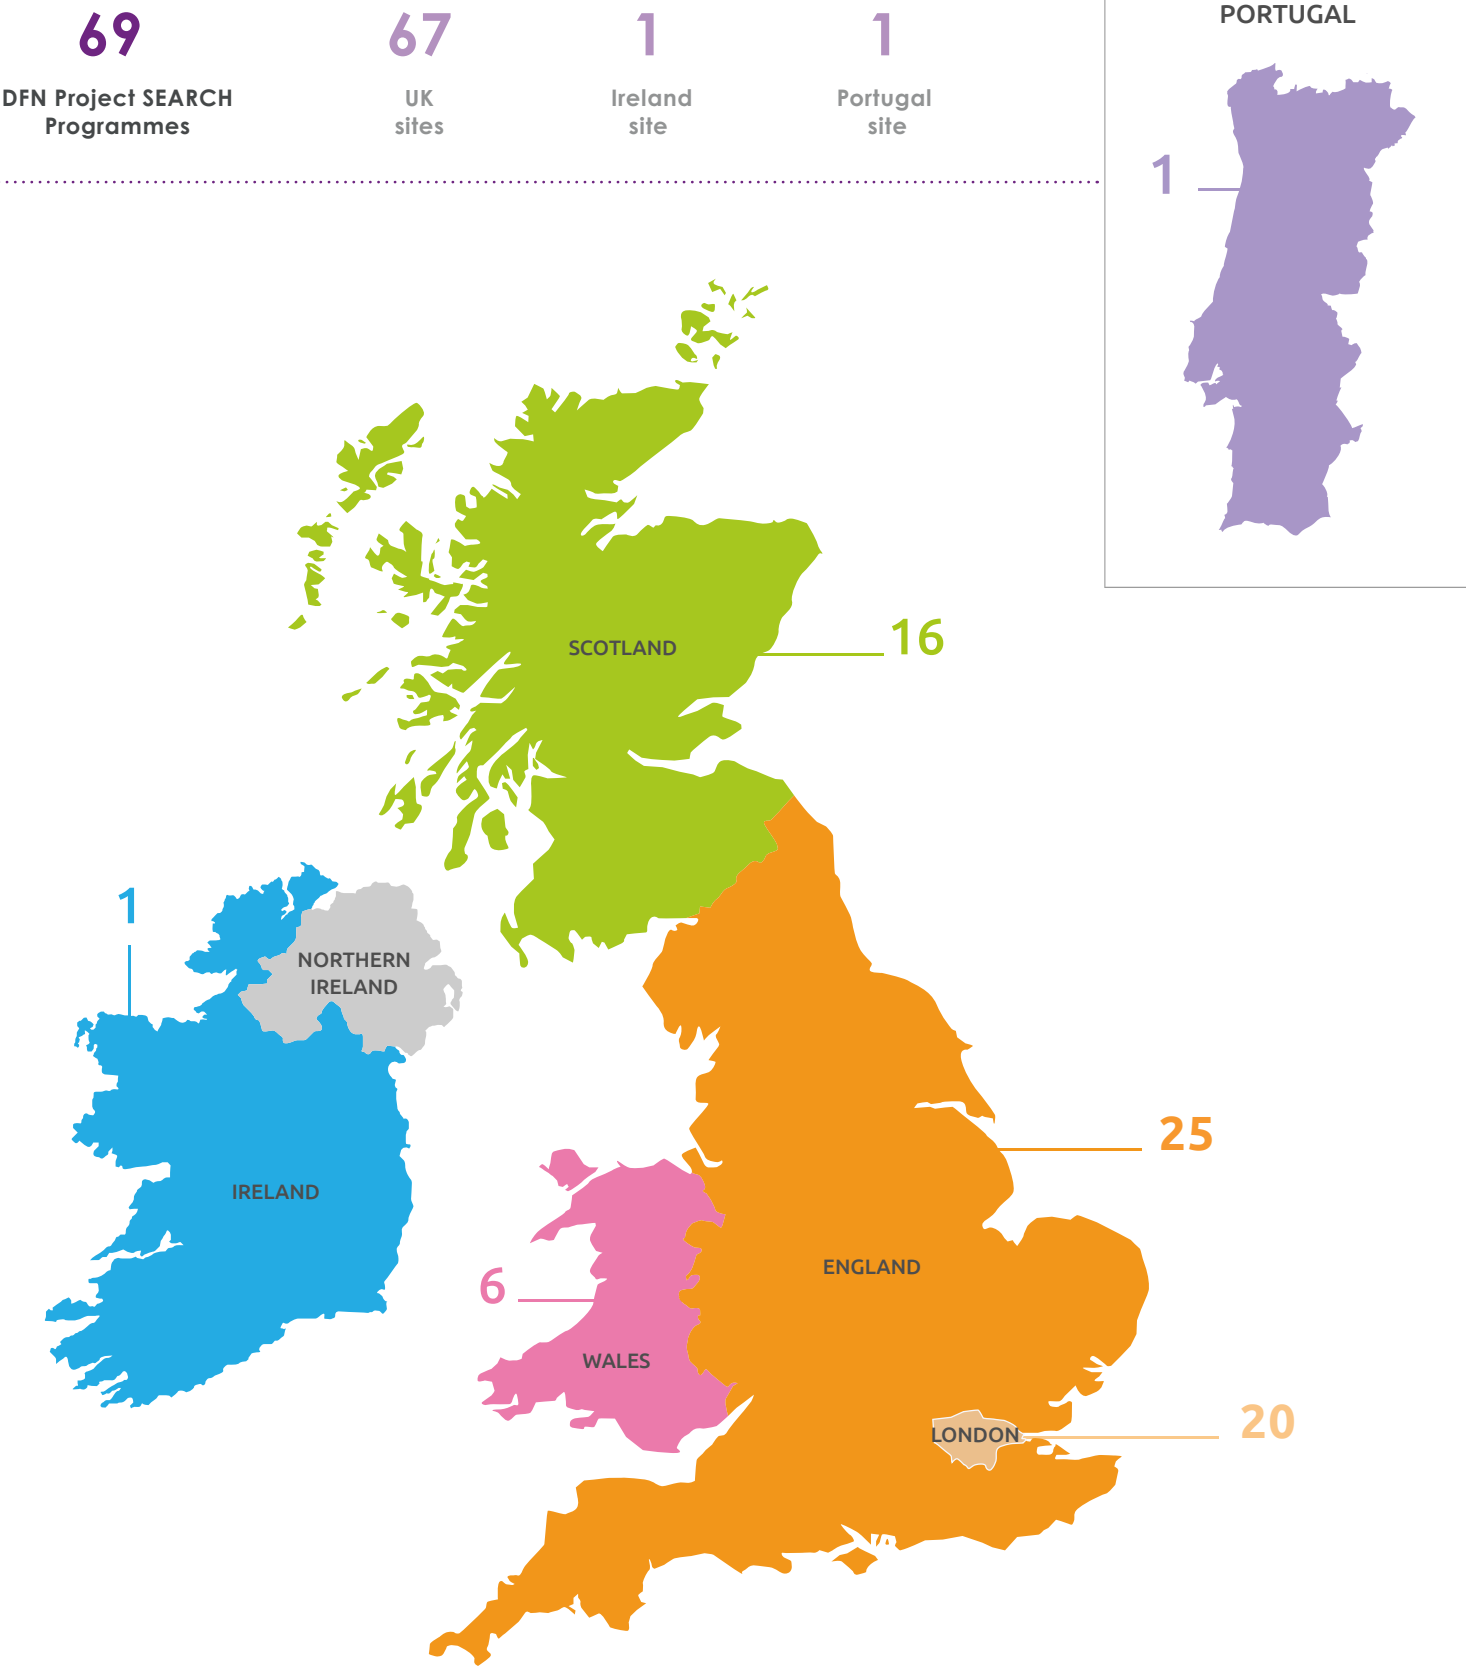 69
DFN Project SEARCH
Programmes
67
UK
sites
1
Ireland
site
1
Portugal
site
PORTUGAL
1
SCOTLAND
16
1
NORTHERN
IRELAND
25
IRELAND
ENGLAND
6
WALES
LONDON
20